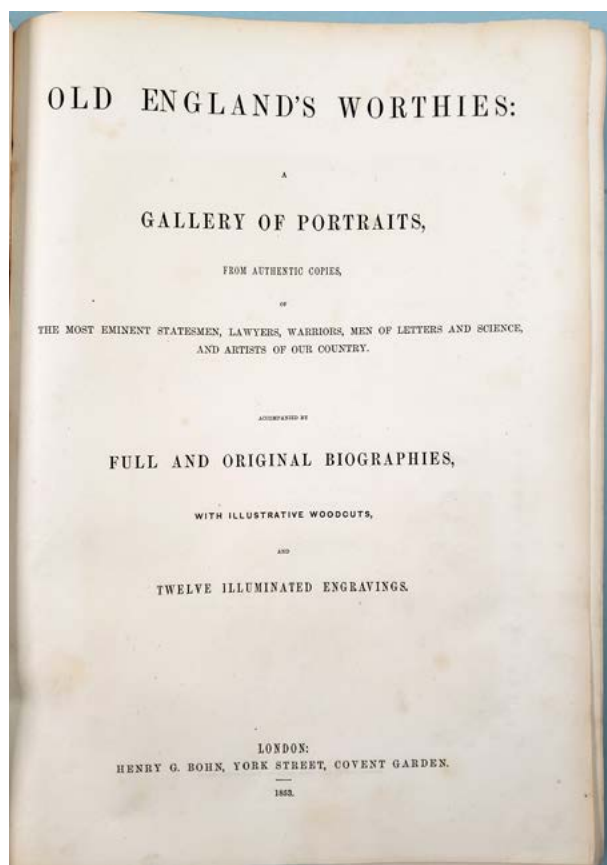 OLD ENGLAND'S WORTHIES:
A
GALLERY OF PORTRAITS,
FROM AUTHENTIC COPIES,
OF
THE MOST EMINENT STATESMEN, LAWYERS, WARRIORS, MEN OF LETTERS AND SCIENCE,
AND ARTISTS OF OUR COUNTRY.
ACCOMPANIED BY
FULL AND ORIGINAL BIOGRAPHIES,
WITH ILLUSTRATIVE WOODCUTS,
AND
TWELVE ILLUMINATED ENGRAVINGS.
LONDON:
HENRY G. BOHN, YORK STREET, COVENT GARDEN.
1853.